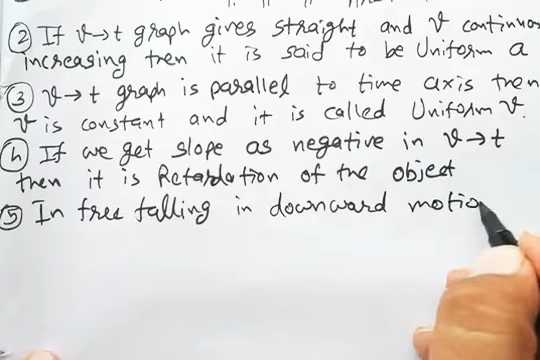 ② If v→t graph gives straight and v continuou
increasing then it is said to be Uniform a
③ v→t graph is parallel to time axis then
v is constant and it is called Uniform v.
④ If we get slope as negative in v→t
then it is Retardation of the object
⑤ In free falling in downward motio